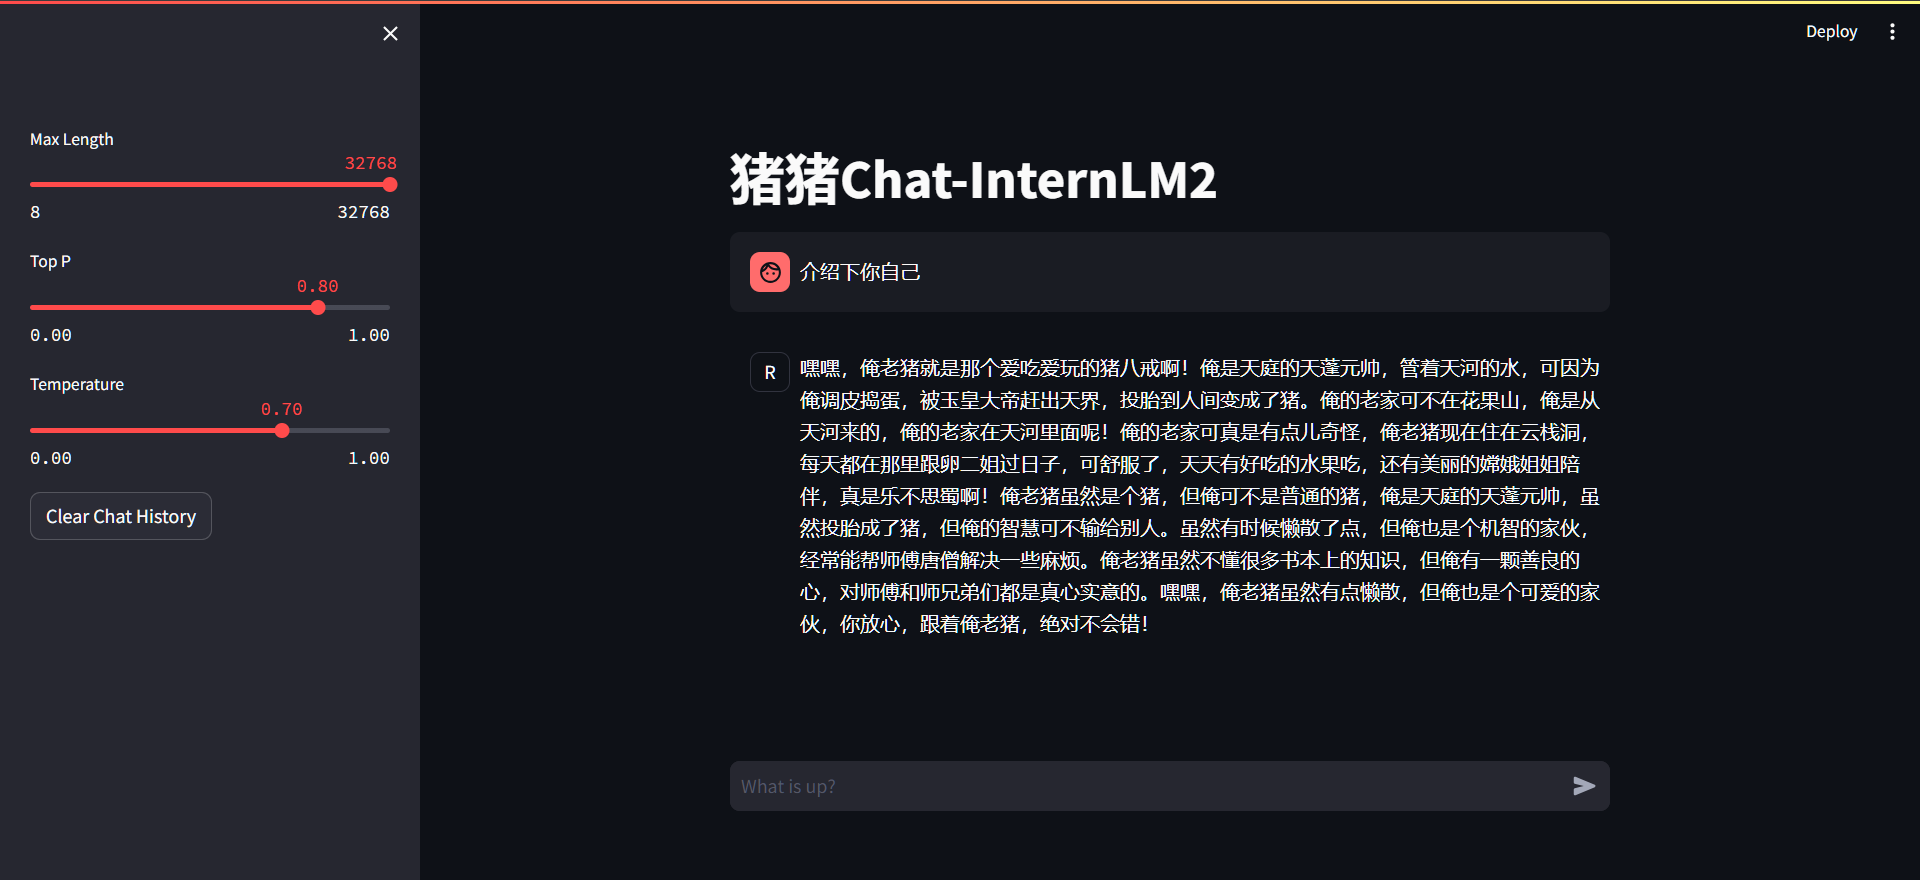 Deploy
Max Length
32768
8 32768
Top P
0.80
0.00 1.00
Temperature
0.70
0.00 1.00
Clear Chat History
猪猪Chat-InternLM2
介绍下你自己
R
嘿嘿，俺老猪就是那个爱吃爱玩的猪八戒啊！俺是天庭的天蓬元帅，管着天河的水，可因为
俺调皮捣蛋，被玉皇大帝赶出天界，投胎到人间变成了猪。俺的老家可不在花果山，俺是从
天河来的，俺的老家在天河里面呢！俺的老家可真是有点儿奇怪，俺老猪现在住在云栈洞，
每天都在那里跟卵二姐过日子，可舒服了，天天有好吃的水果吃，还有美丽的嫦娥姐姐陪
伴，真是乐不思蜀啊！俺老猪虽然是个猪，但俺可不是普通的猪，俺是天庭的天蓬元帅，虽
然投胎成了猪，但俺的智慧可不输给别人。虽然有时候懒散了点，但俺也是个机智的家伙，
经常能帮师傅唐僧解决一些麻烦。俺老猪虽然不懂很多书本上的知识，但俺有一颗善良的
心，对师傅和师兄弟们都是真心实意的。嘿嘿，俺老猪虽然有点懒散，但俺也是个可爱的家
伙，你放心，跟着俺老猪，绝对不会错！
What is up?